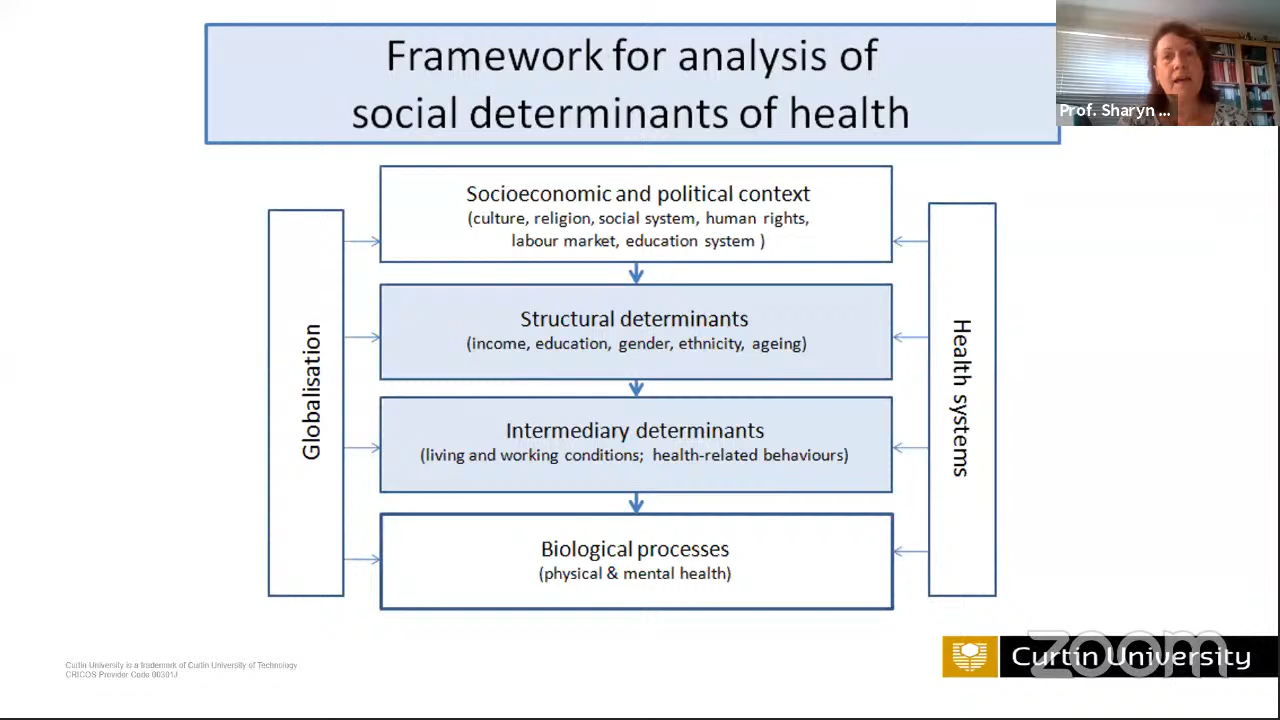 Framework for analysis of
social determinants of health
Prof. Sharyn ...
Socioeconomic and political context
(culture, religion, social system, human rights,
labour market, education system )
Structural determinants
(income, education, gender, ethnicity, ageing)
Intermediary determinants
(living and working conditions; health-related behaviours)
Biological processes
(physical & mental health)
Globalisation
Health systems
Curtin University is a trademark of Curtin University of Technology
CRICOS Provider Code 00301J
zoom
Curtin University